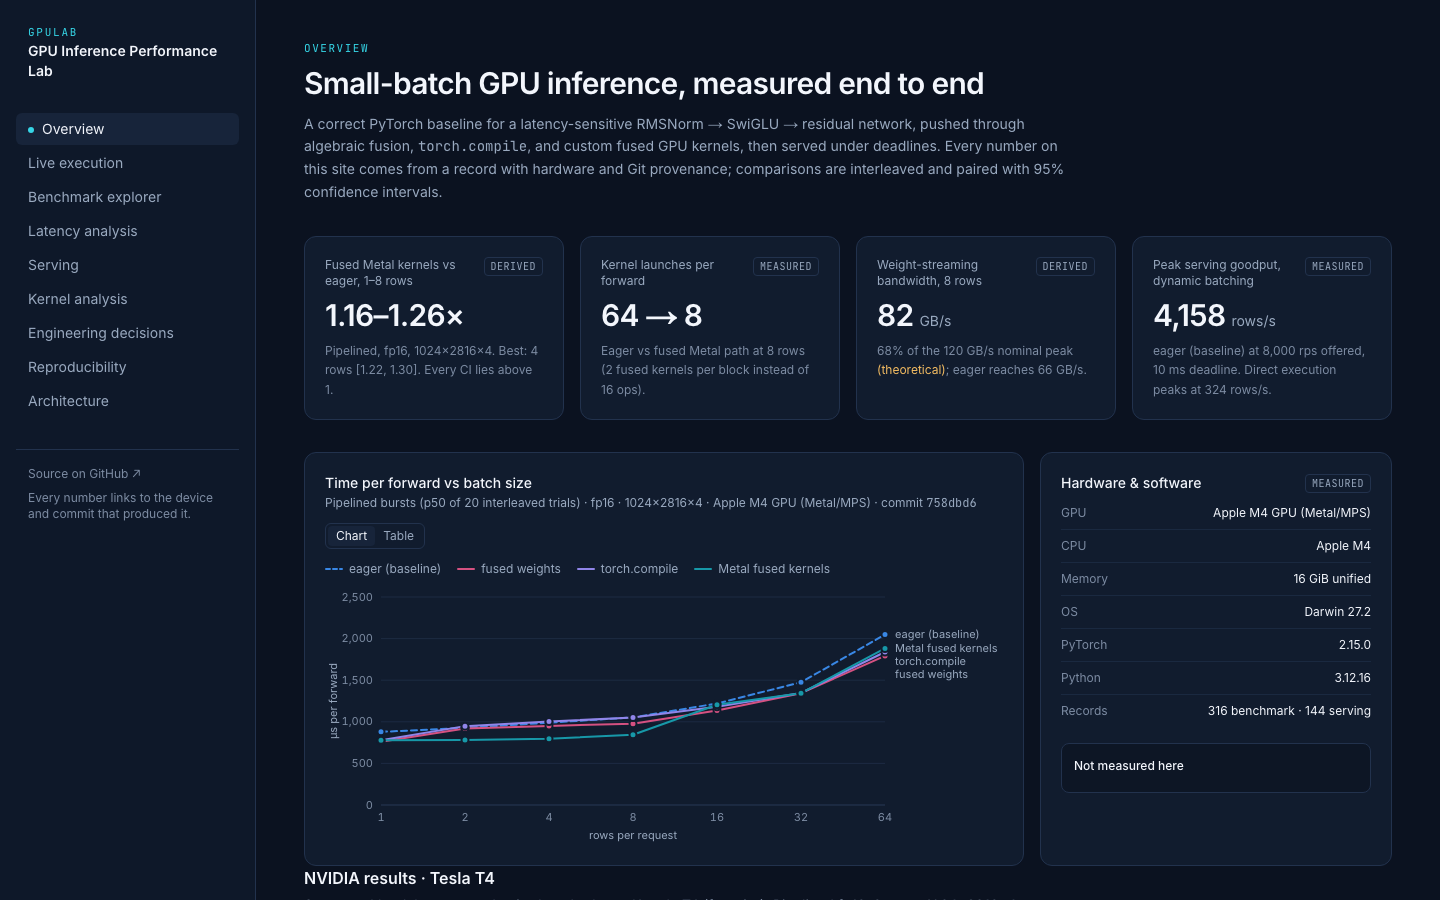 GPULAB
GPU Inference Performance
Lab
Overview
Live execution
Benchmark explorer
Latency analysis
Serving
Kernel analysis
Engineering decisions
Reproducibility
Architecture
Source on GitHub ↗
Every number links to the device
and commit that produced it.
OVERVIEW
Small-batch GPU inference, measured end to end
A correct PyTorch baseline for a latency-sensitive RMSNorm → SwiGLU → residual network, pushed through
algebraic fusion, torch.compile, and custom fused GPU kernels, then served under deadlines. Every number on
this site comes from a record with hardware and Git provenance; comparisons are interleaved and paired with 95%
confidence intervals.
Fused Metal kernels vs
eager, 1–8 rows
DERIVED
1.16–1.26×
Pipelined, fp16, 1024×2816×4. Best: 4
rows [1.22, 1.30]. Every CI lies above
1.
Kernel launches per
forward
MEASURED
64 → 8
Eager vs fused Metal path at 8 rows
(2 fused kernels per block instead of
16 ops).
Weight-streaming
bandwidth, 8 rows
DERIVED
82 GB/s
68% of the 120 GB/s nominal peak
(theoretical); eager reaches 66 GB/s.
Peak serving goodput,
dynamic batching
MEASURED
4,158 rows/s
eager (baseline) at 8,000 rps offered,
10 ms deadline. Direct execution
peaks at 324 rows/s.
Time per forward vs batch size
Pipelined bursts (p50 of 20 interleaved trials) · fp16 · 1024×2816×4 · Apple M4 GPU (Metal/MPS) · commit 758dbd6
Chart Table
eager (baseline) fused weights torch.compile Metal fused kernels
2,500
2,000
1,500
1,000
500
0
µs per forward
1 2 4 8 16 32 64
rows per request
eager (baseline)
Metal fused kernels
torch.compile
fused weights
Hardware & software
MEASURED
GPU Apple M4 GPU (Metal/MPS)
CPU Apple M4
Memory 16 GiB unified
OS Darwin 27.2
PyTorch 2.15.0
Python 3.12.16
Records 316 benchmark · 144 serving
Not measured here
NVIDIA results · Tesla T4